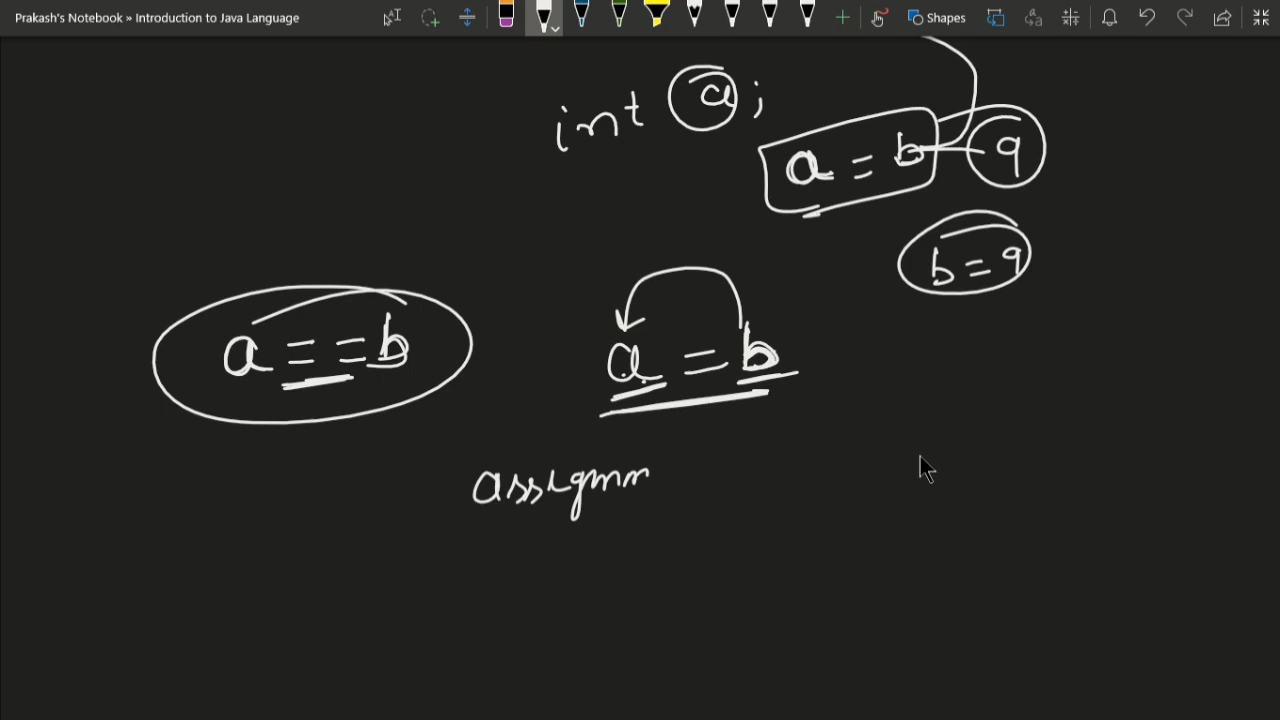 Prakash's Notebook » Introduction to Java Language
Shapes
int a;
a = b 9
b = 9
a == b
a = b
assignm